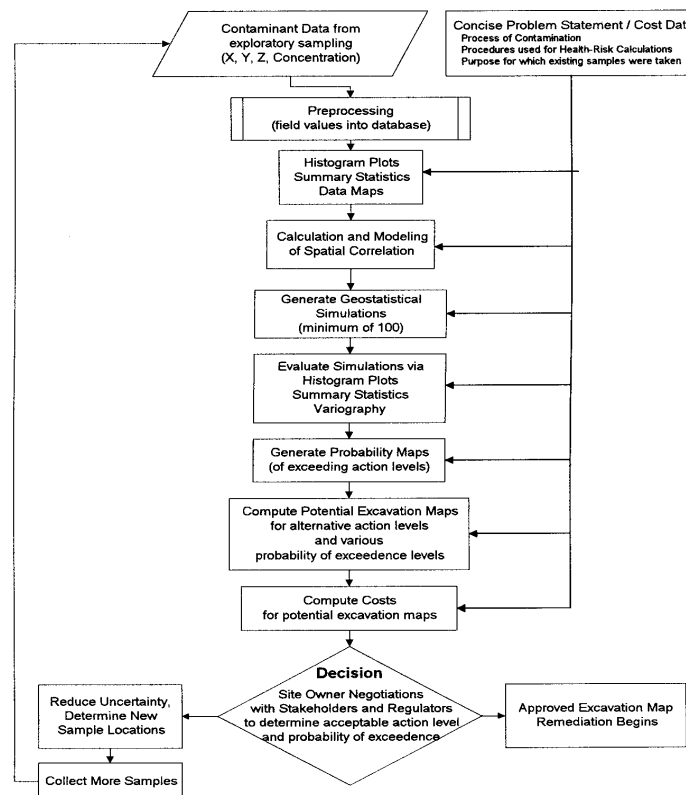 Contaminant Data from
exploratory sampling
(X, Y, Z, Concentration)
Concise Problem Statement / Cost Dat
Process of Contamination
Procedures used for Health-Risk Calculations
Purpose for which existing samples were taken
Preprocessing
(field values into database)
Histogram Plots
Summary Statistics
Data Maps
Calculation and Modeling
of Spatial Correlation
Generate Geostatistical
Simulations
(minimum of 100)
Evaluate Simulations via
Histogram Plots
Summary Statistics
Variography
Generate Probability Maps
(of exceeding action levels)
Compute Potential Excavation Maps
for alternative action levels
and various
probability of exceedence levels
Compute Costs
for potential excavation maps
Decision
Site Owner Negotiations
with Stakeholders and Regulators
to determine acceptable action level
and probability of exceedence
Reduce Uncertainty,
Determine New
Sample Locations
Collect More Samples
Approved Excavation Map
Remediation Begins